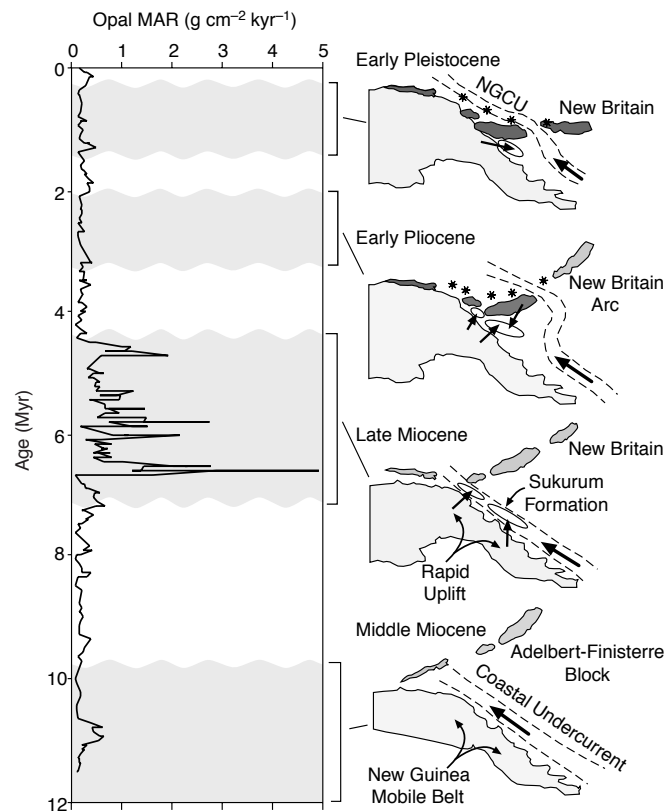 Opal MAR (g cm⁻² kyr⁻¹)
0 1 2 3 4 5
0
2
4
6
8
10
12
Age (Myr)
Early Pleistocene
NGCU
New Britain
Early Pliocene
New Britain
Arc
Late Miocene
New Britain
Sukurum
Formation
Rapid
Uplift
Middle Miocene
Adelbert-Finisterre
Block
Coastal Undercurrent
New Guinea
Mobile Belt